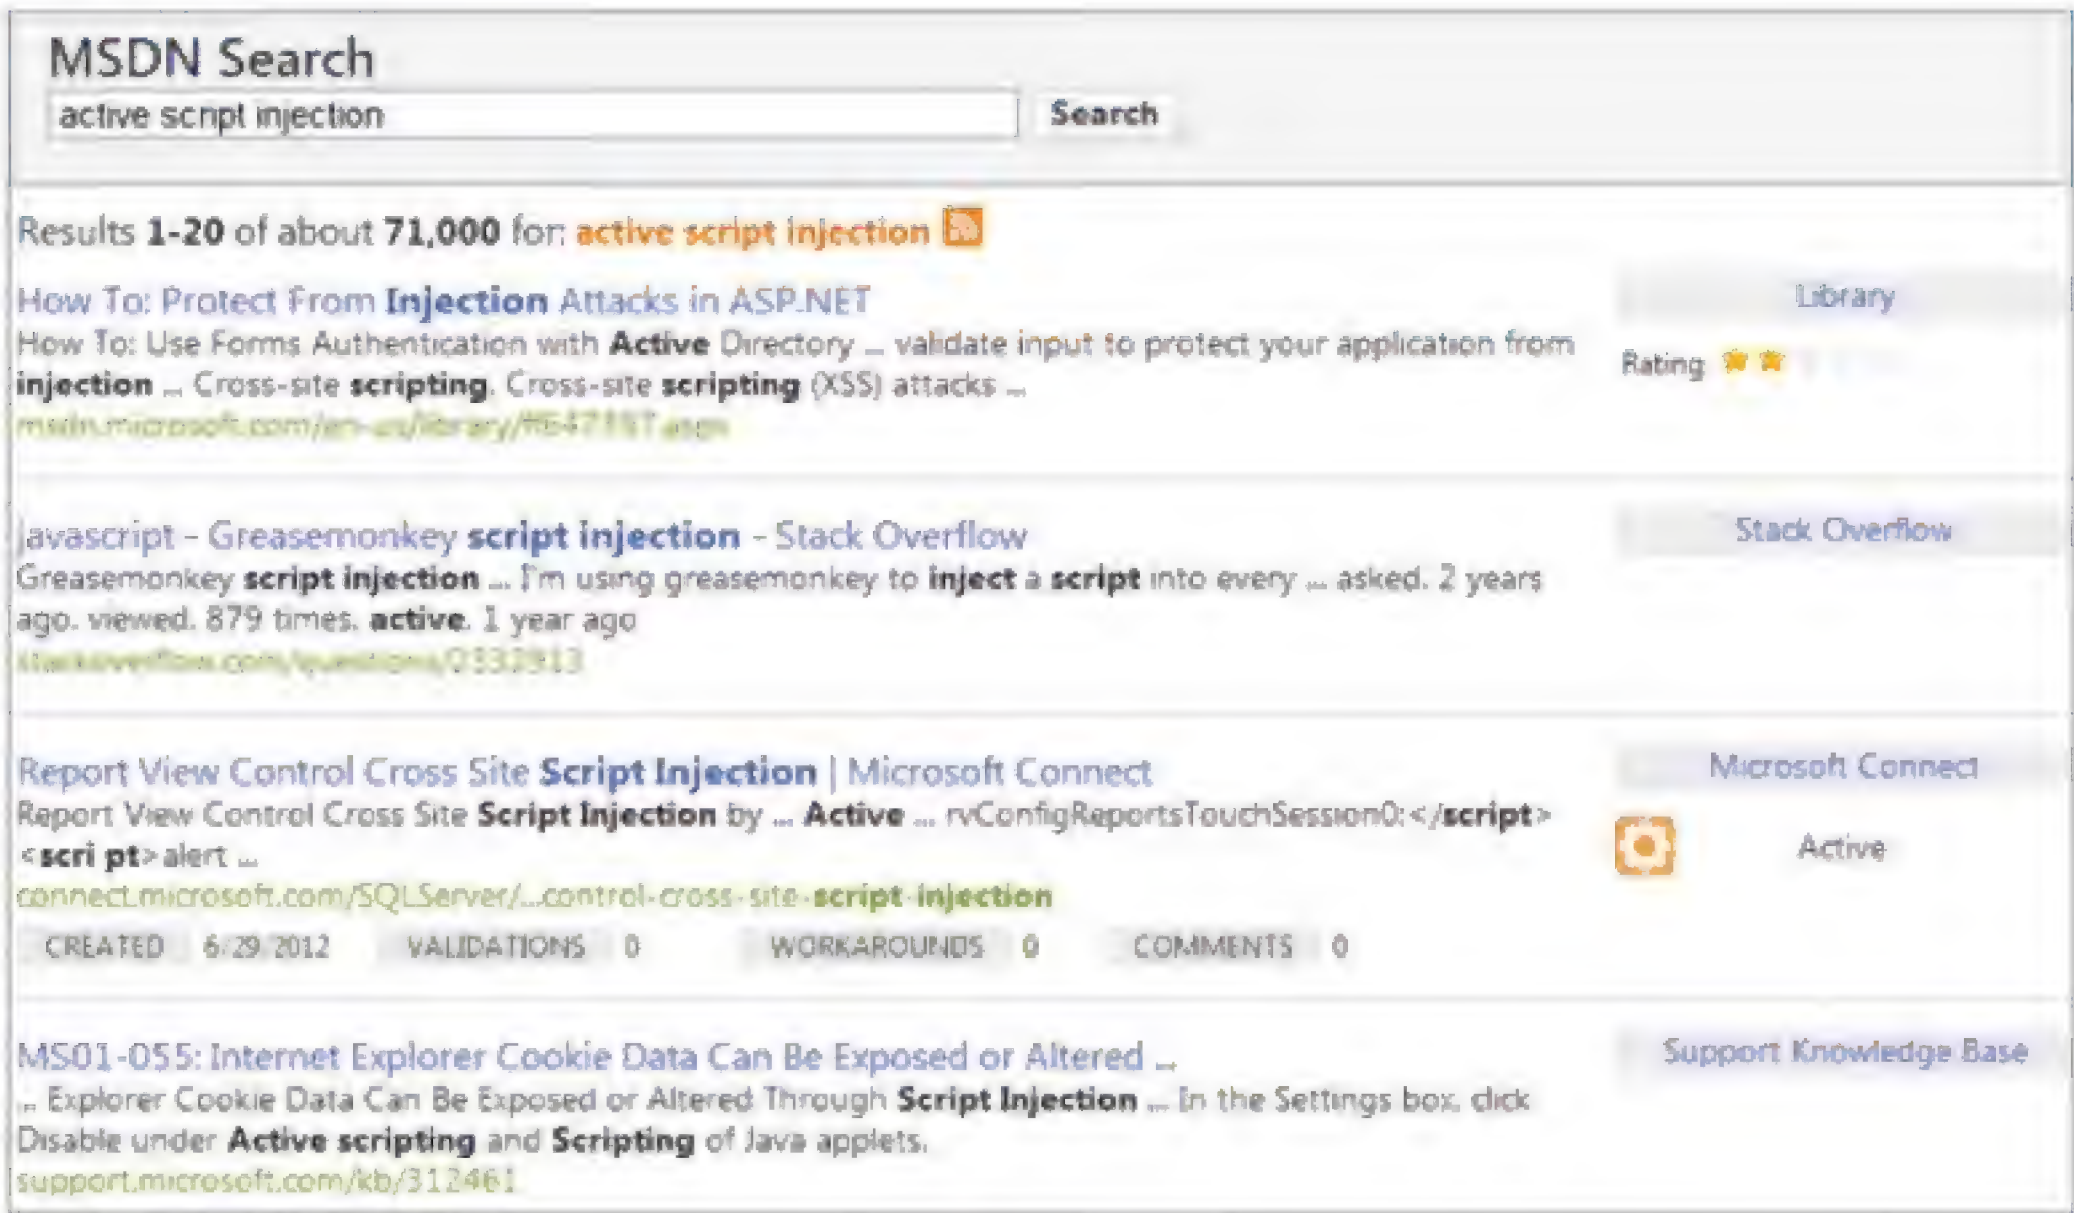 MSDN Search
active script injection
Search
Results 1-20 of about 71,000 for: active script injection
How To: Protect From Injection Attacks in ASP.NET
Library
How To: Use Forms Authentication with Active Directory ... validate input to protect your application from
Rating
injection ... Cross-site scripting. Cross-site scripting (XSS) attacks ...
javascript - Greasemonkey script injection - Stack Overflow
Stack Overflow
Greasemonkey script injection ... I'm using greasemonkey to inject a script into every ... asked. 2 years
ago. viewed. 879 times. active. 1 year ago
Report View Control Cross Site Script Injection | Microsoft Connect
Microsoft Connect
Report View Control Cross Site Script Injection by ... Active ... rvConfigReportsTouchSession0;</script>
<scri pt>alert ...
Active
connect.microsoft.com/SQLServer/...control-cross-site-script-injection
CREATED 6/29/2012 VALIDATIONS 0 WORKAROUNDS 0 COMMENTS 0
MS01-055: Internet Explorer Cookie Data Can Be Exposed or Altered ...
Support Knowledge Base
... Explorer Cookie Data Can Be Exposed or Altered Through Script Injection ... In the Settings box, click
Disable under Active scripting and Scripting of Java applets.
support.microsoft.com/kb/312461